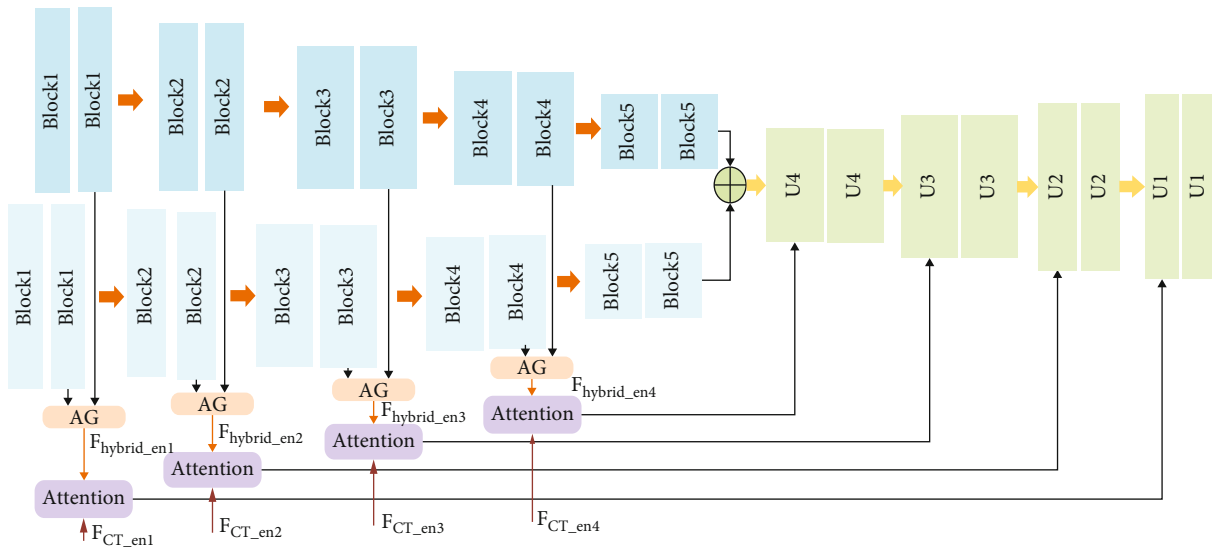 Block1
Block1
Block2
Block2
Block3
Block3
Block4
Block4
Block5
Block5
U4
U4
U3
U3
U2
U2
U1
U1
Block1
Block1
Block2
Block2
Block3
Block3
Block4
Block4
Block5
Block5
AG
F_hybrid_en4
AG
F_hybrid_en3
AG
F_hybrid_en2
AG
F_hybrid_en1
Attention
Attention
Attention
Attention
F_CT_en1
F_CT_en2
F_CT_en3
F_CT_en4